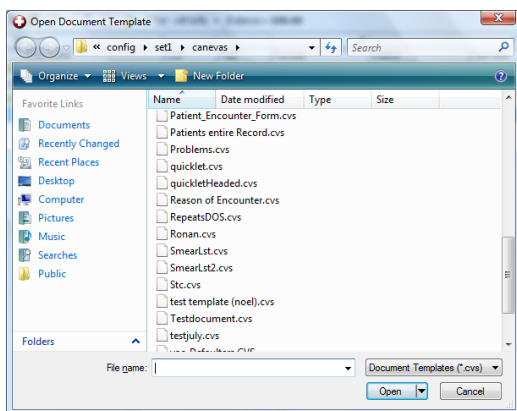 Open Document Template
« config ▸ set1 ▸ canevas ▸ Search
Organize Views New Folder
Favorite Links
Documents
Recently Changed
Recent Places
Desktop
Computer
Pictures
Music
Searches
Public
Folders
Name Date modified Type Size
Patient_Encounter_Form.cvs
Patients entire Record.cvs
Problems.cvs
quicklet.cvs
quickletHeaded.cvs
Reason of Encounter.cvs
RepeatsDOS.cvs
Ronan.cvs
SmearLst.cvs
SmearLst2.cvs
Stc.cvs
test template (noel).cvs
Testdocument.cvs
testjuly.cvs
File name: Document Templates (*.cvs)
Open Cancel